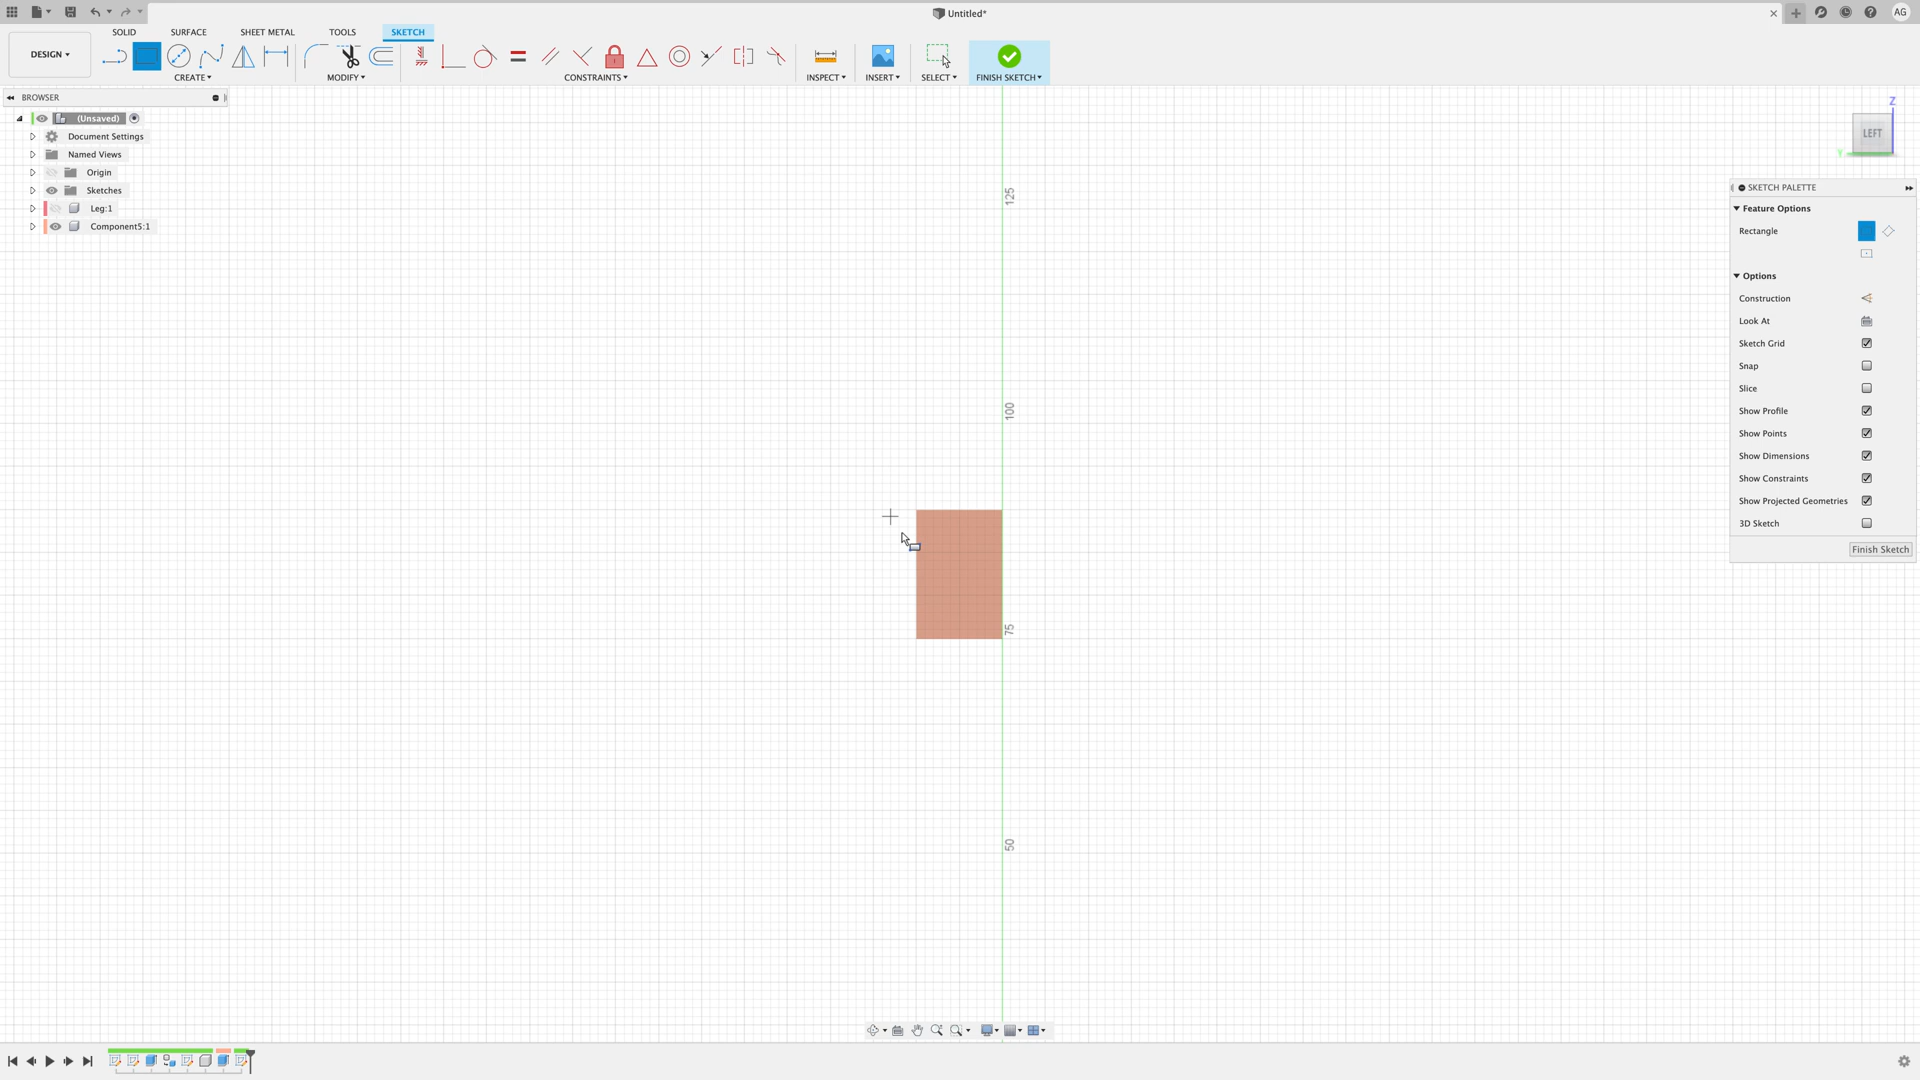 Untitled*
AG
DESIGN
SOLID
SURFACE
SHEET METAL
TOOLS
SKETCH
CREATE
MODIFY
CONSTRAINTS
INSPECT
INSERT
SELECT
FINISH SKETCH
BROWSER
(Unsaved)
Document Settings
Named Views
Origin
Sketches
Leg:1
Component5:1
125
100
75
50
Z
LEFT
Y
SKETCH PALETTE
Feature Options
Rectangle
Options
Construction
Look At
Sketch Grid
Snap
Slice
Show Profile
Show Points
Show Dimensions
Show Constraints
Show Projected Geometries
3D Sketch
Finish Sketch